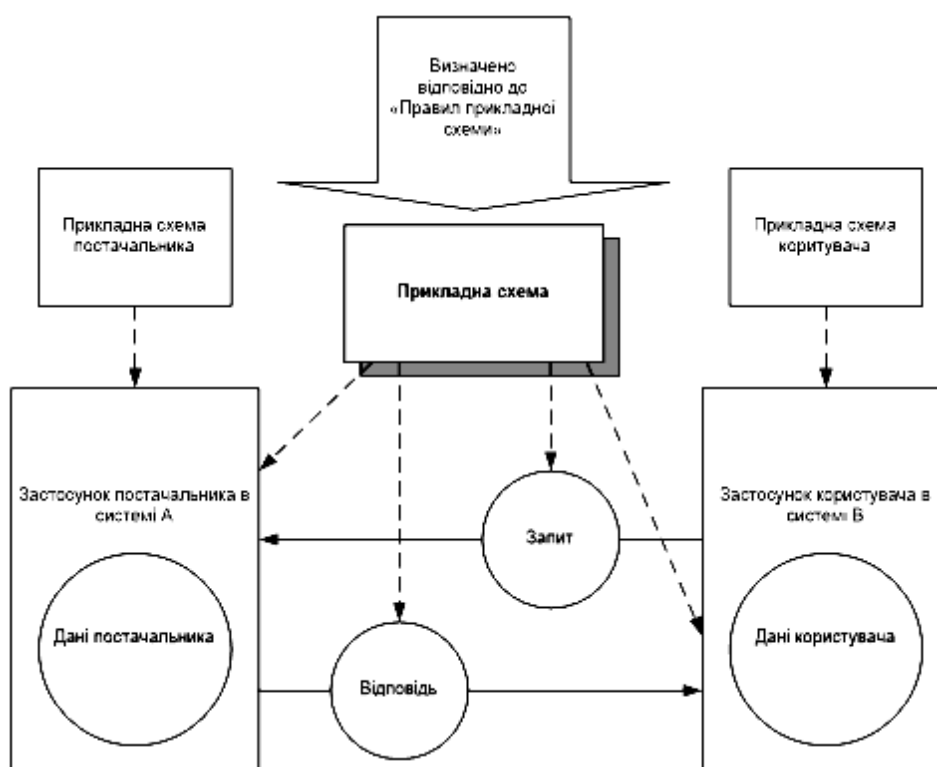 Визначено
відповідно до
«Правил прикладної
схеми»
Прикладна схема
постачальника
Прикладна схема
Прикладна схема
коритувача
Застосунок постачальника в
системі А
Застосунок користувача в
системі В
Запит
Дані постачальника
Дані користувача
Відповідь